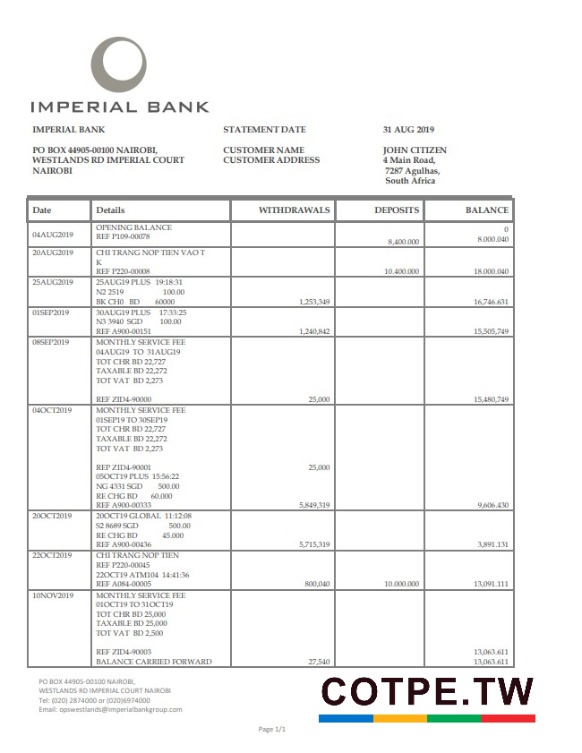 IMPERIAL BANK
IMPERIAL BANK STATEMENT DATE 31 AUG 2019
PO BOX 44905-00100 NAIROBI, CUSTOMER NAME JOHN CITIZEN
WESTLANDS RD IMPERIAL COURT CUSTOMER ADDRESS 4 Main Road,
NAIROBI 7287 Agulhas,
South Africa
Date Details WITHDRAWALS DEPOSITS BALANCE
04AUG2019 OPENING BALANCE 0
REF P109-00078 8,400.000 8.000.040
20AUG2019 CHI TRANG NOP TIEN VAO T
K
REF P220-00008 10.400.000 18.000.040
25AUG2019 25AUG19 PLUS 19:18:31
N2 2519 100.00
BK CH0 BD 60000 1,253,349 16,746.631
01SEP2019 30AUG19 PLUS 17:33:25
N3 3940 SGD 100.00
REF A900-00151 1,240,842 15,505,749
08SEP2019 MONTHLY SERVICE FEE
04AUG19 TO 31AUG19
TOT CHR BD 22,727
TAXABLE BD 22,272
TOT VAT BD 2,273
REF ZID4-90000 25,000 15,480,749
04OCT2019 MONTHLY SERVICE FEE
01SEP19 TO 30SEP19
TOT CHR BD 22,727
TAXABLE BD 22,272
TOT VAT BD 2,273
REP ZID4-90001 25,000
05OCT19 PLUS 15:56:22
NG 4331 SGD 500.00
RE CHG BD 60.000
REF A900-00333 5,849,319 9,606.430
20OCT2019 20OCT19 GLOBAL 11:12:08
S2 8689 SGD 500.00
RE CHG BD 45.000
REF A900-00436 5,715,319 3,891.131
22OCT2019 CHI TRANG NOP TIEN
REF P220-00045
22OCT19 ATM104 14:41:36
REF A084-00005 800,040 10.000.000 13,091.111
10NOV2019 MONTHLY SERVICE FEE
01OCT19 TO 31OCT19
TOT CHR BD 25,000
TAXABLE BD 25,000
TOT VAT BD 2,500
REF ZID4-90003 13,063.611
BALANCE CARRIED FORWARD 27,540 13,063.611
PO BOX 44905-00100 NAIROBI,
WESTLANDS RD IMPERIAL COURT NAIROBI
Tel: (020) 2874000 or (020)6974000
Email: opswestlands@imperialbankgroup.com
COTPE.TW
Page 1/1